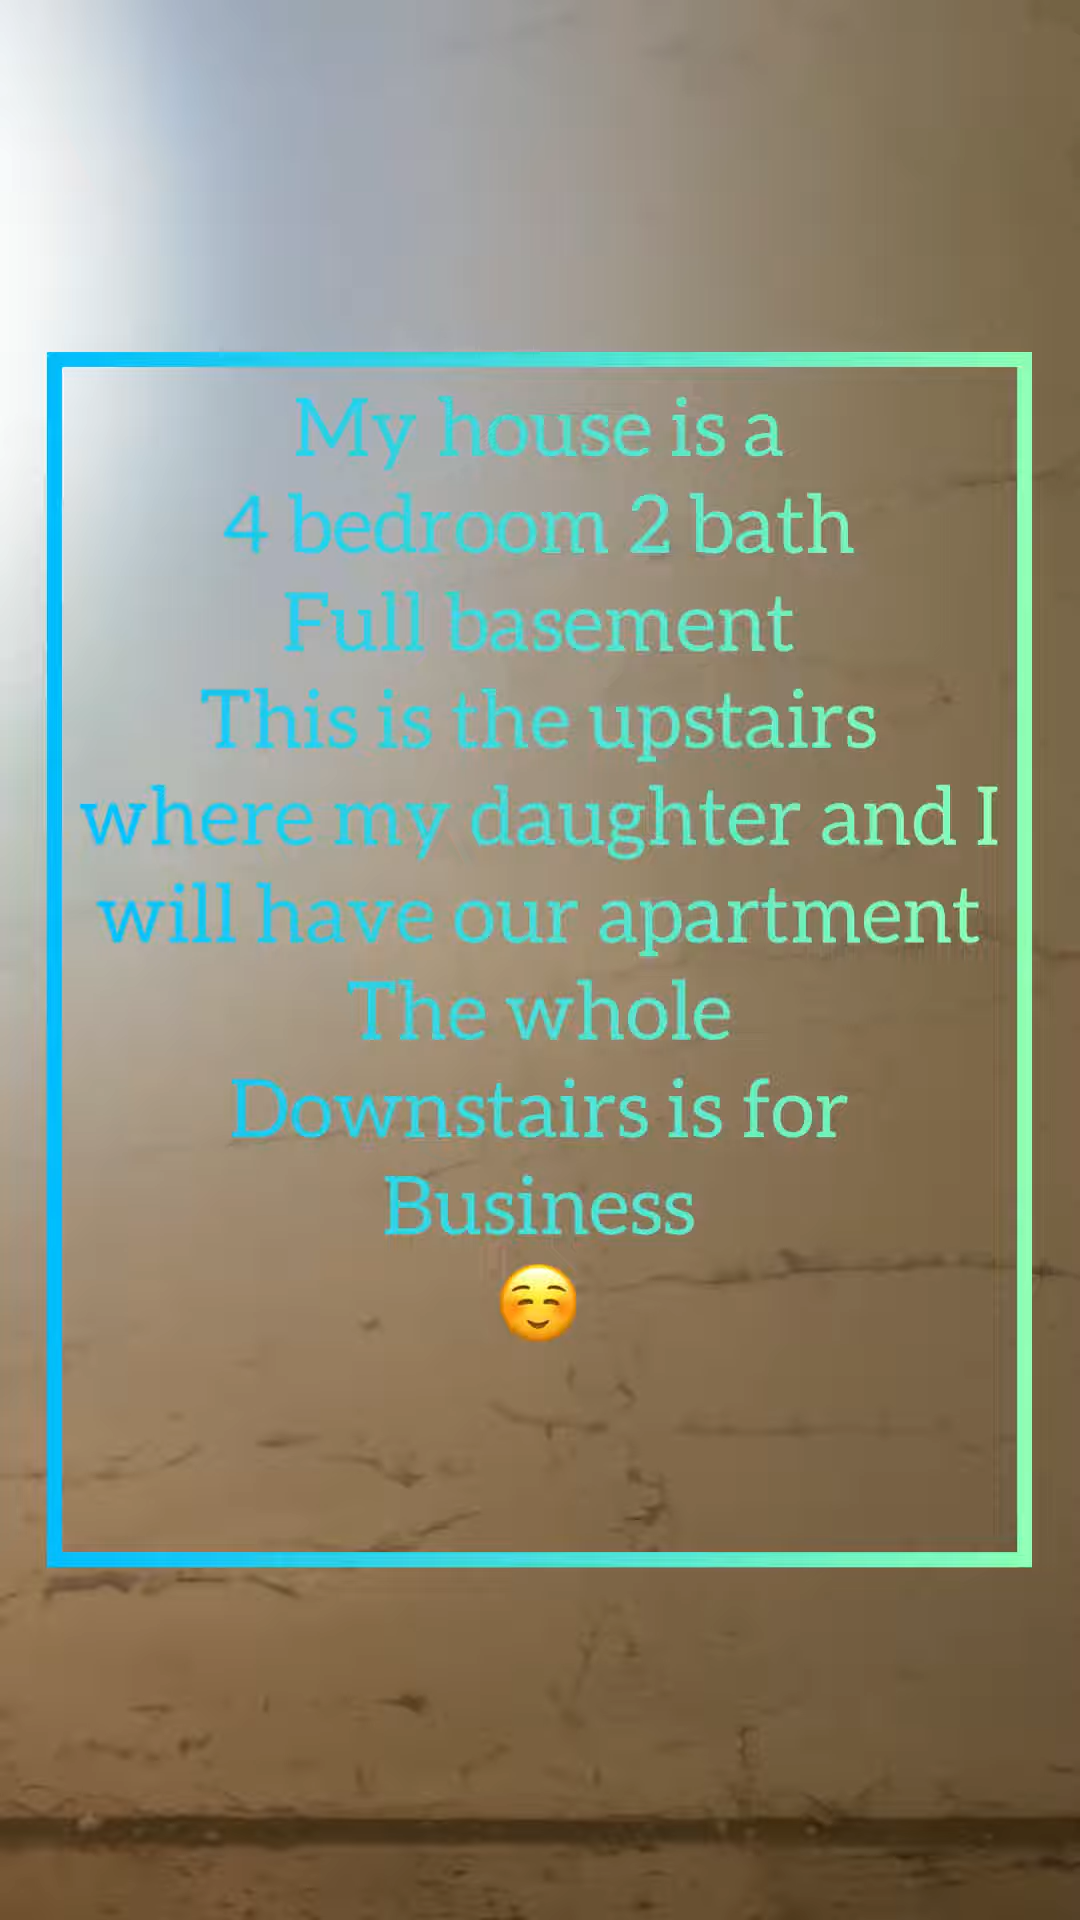 My house is a
4 bedroom 2 bath
Full basement
This is the upstairs
where my daughter and I
will have our apartment
The whole
Downstairs is for
Business
☺️